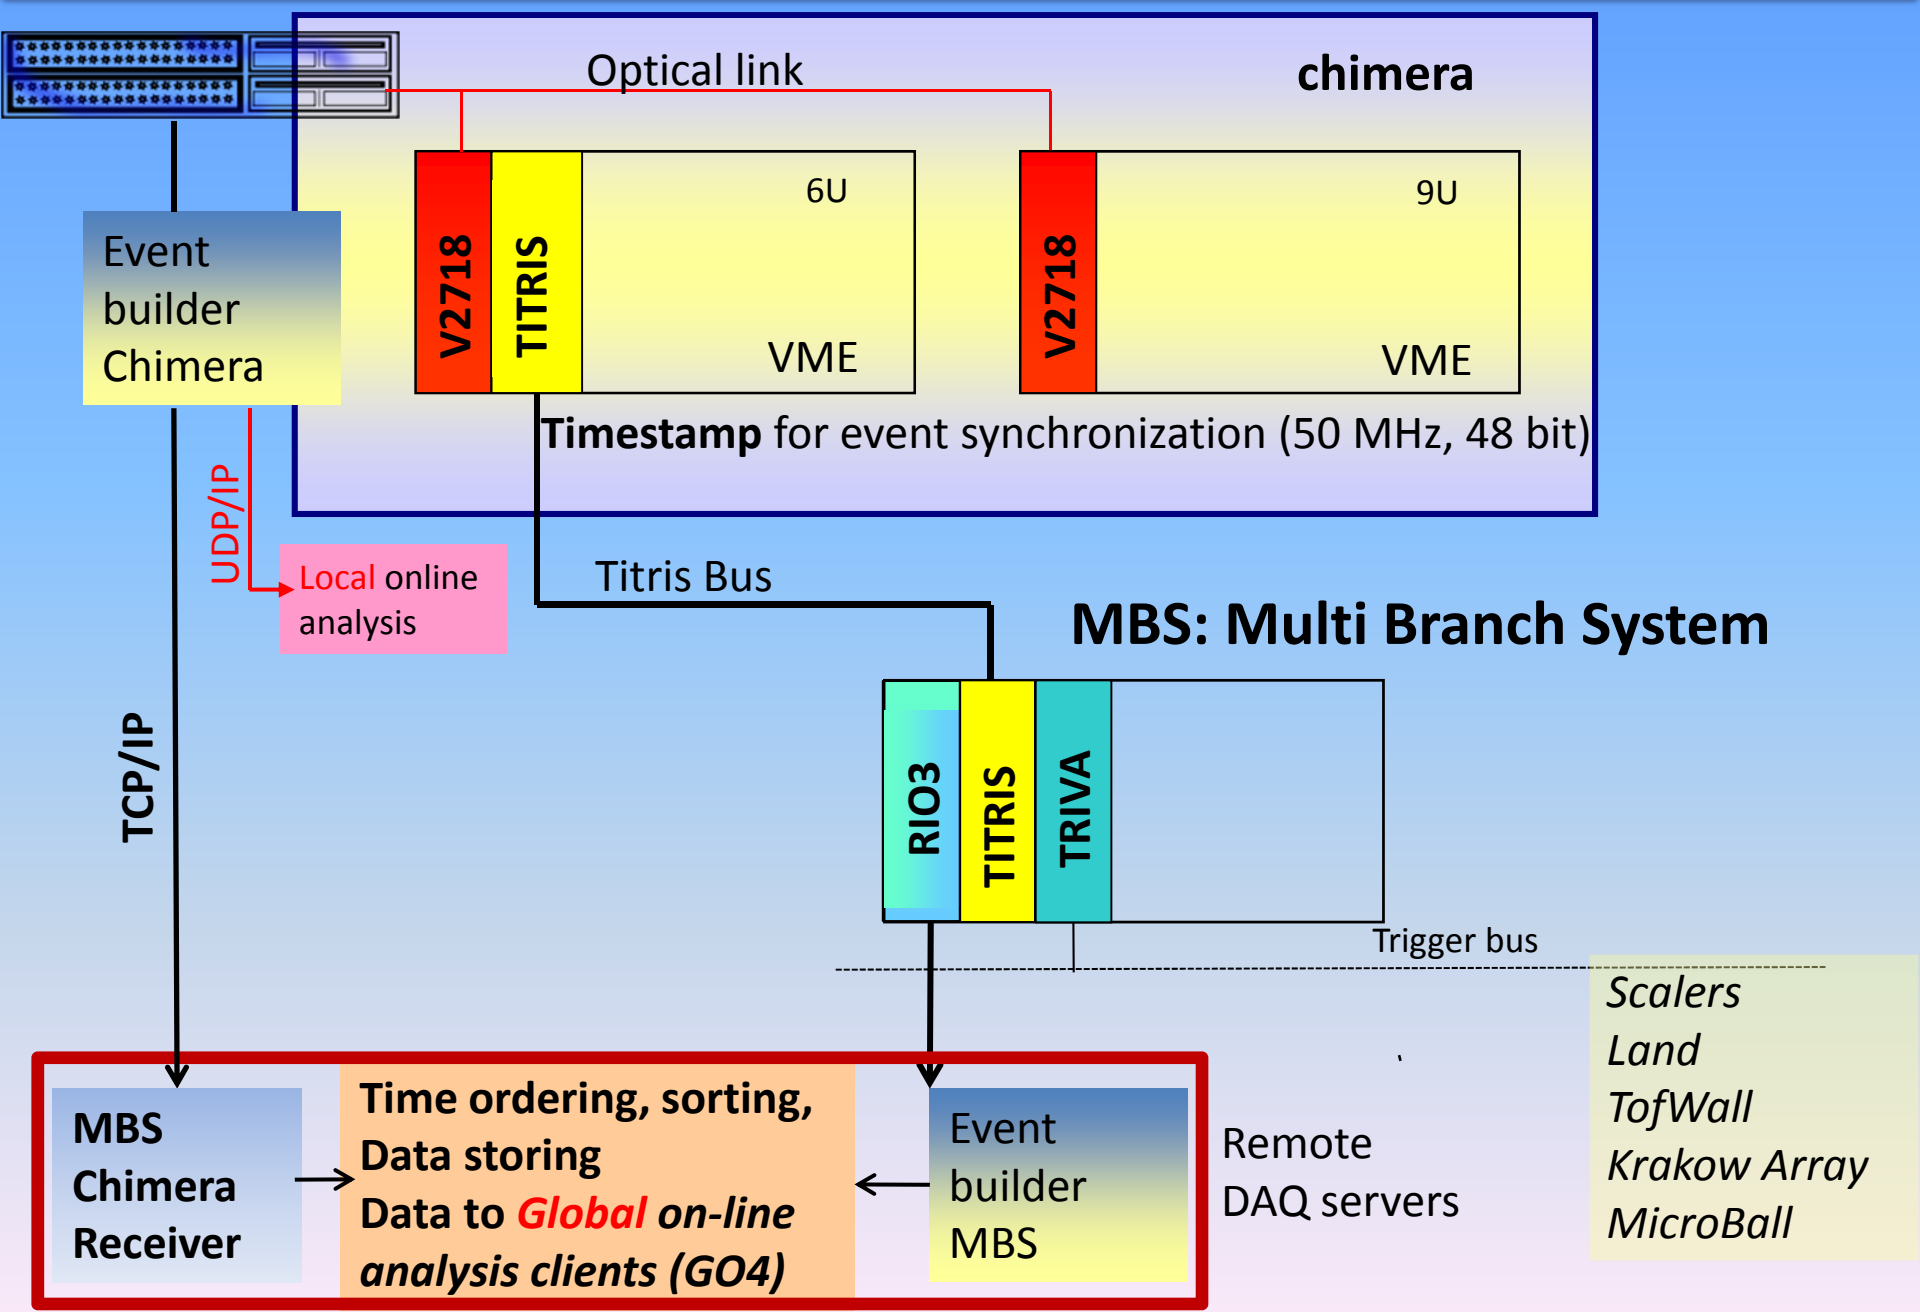 Optical link
chimera
6U
9U
V2718
TITRIS
V2718
VME
VME
Event
builder
Chimera
Timestamp for event synchronization (50 MHz, 48 bit)
UDP/IP
Local online
analysis
Titris Bus
MBS: Multi Branch System
TCP/IP
RIO3
TITRIS
TRIVA
Trigger bus
Scalers
Land
TofWall
Krakow Array
MicroBall
MBS
Chimera
Receiver
Time ordering, sorting,
Data storing
Data to Global on-line
analysis clients (GO4)
Event
builder
MBS
Remote
DAQ servers